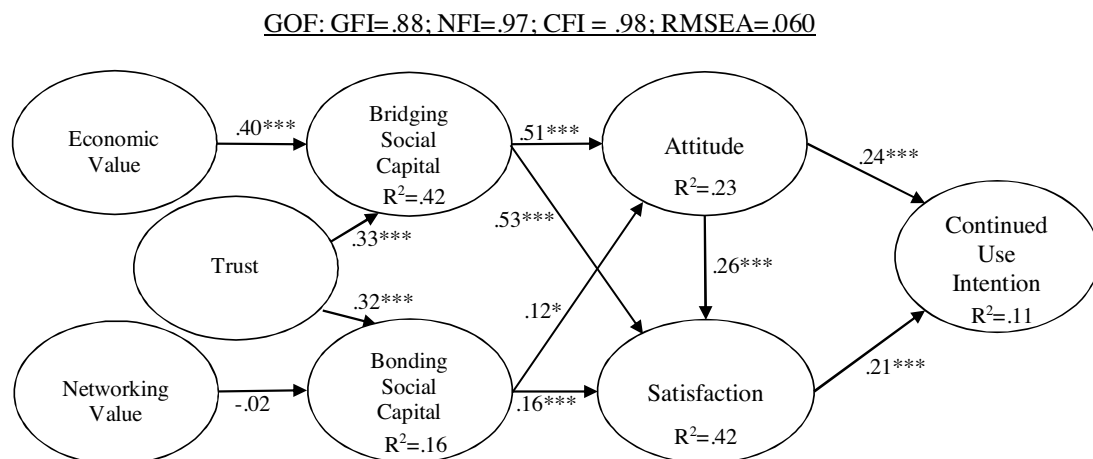 GOF: GFI=.88; NFI=.97; CFI = .98; RMSEA=.060
Economic
Value
.40***
Bridging
Social
Capital
R²=.42
.51***
Attitude
R²=.23
.24***
Trust
.33***
.53***
.32***
.12*
.26***
Continued
Use
Intention
R²=.11
Networking
Value
-.02
Bonding
Social
Capital
R²=.16
.16***
Satisfaction
R²=.42
.21***